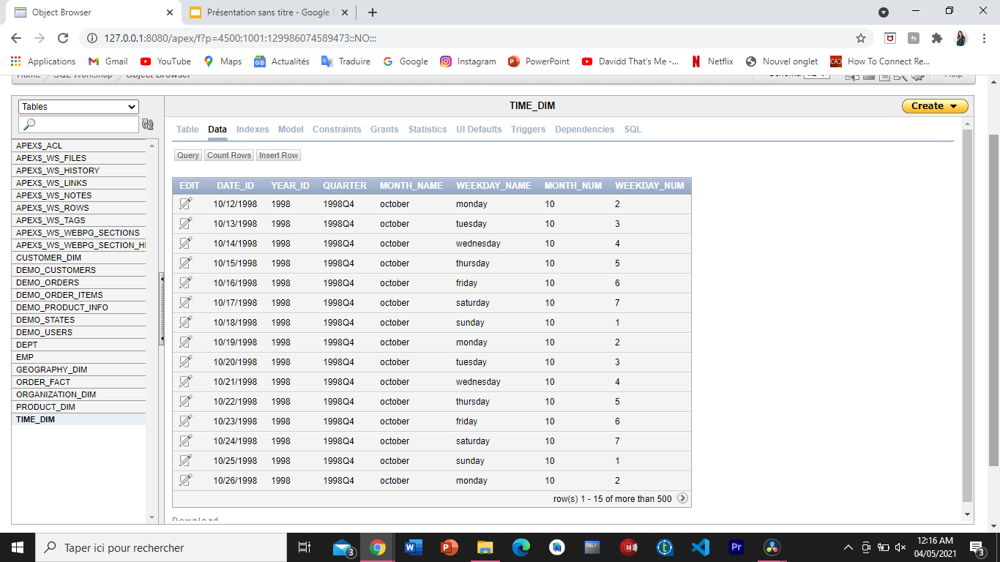 Object Browser
Présentation sans titre - Google S
127.0.0.1:8080/apex/f?p=4500:1001:129986074589473::NO:::
Applications Gmail YouTube Maps Actualités Traduire Google Instagram PowerPoint Davidd That's Me -... Netflix Nouvel onglet How To Connect Re...
Home SQL Workshop Object Browser
Tables
TIME_DIM
Create
Table Data Indexes Model Constraints Grants Statistics UI Defaults Triggers Dependencies SQL
Query Count Rows Insert Row
APEX$_ACL
APEX$_WS_FILES
APEX$_WS_HISTORY
APEX$_WS_LINKS
APEX$_WS_NOTES
APEX$_WS_ROWS
APEX$_WS_TAGS
APEX$_WS_WEBPG_SECTIONS
APEX$_WS_WEBPG_SECTION_HI
CUSTOMER_DIM
DEMO_CUSTOMERS
DEMO_ORDERS
DEMO_ORDER_ITEMS
DEMO_PRODUCT_INFO
DEMO_STATES
DEMO_USERS
DEPT
EMP
GEOGRAPHY_DIM
ORDER_FACT
ORGANIZATION_DIM
PRODUCT_DIM
TIME_DIM
EDIT DATE_ID YEAR_ID QUARTER MONTH_NAME WEEKDAY_NAME MONTH_NUM WEEKDAY_NUM
10/12/1998 1998 1998Q4 october monday 10 2
10/13/1998 1998 1998Q4 october tuesday 10 3
10/14/1998 1998 1998Q4 october wednesday 10 4
10/15/1998 1998 1998Q4 october thursday 10 5
10/16/1998 1998 1998Q4 october friday 10 6
10/17/1998 1998 1998Q4 october saturday 10 7
10/18/1998 1998 1998Q4 october sunday 10 1
10/19/1998 1998 1998Q4 october monday 10 2
10/20/1998 1998 1998Q4 october tuesday 10 3
10/21/1998 1998 1998Q4 october wednesday 10 4
10/22/1998 1998 1998Q4 october thursday 10 5
10/23/1998 1998 1998Q4 october friday 10 6
10/24/1998 1998 1998Q4 october saturday 10 7
10/25/1998 1998 1998Q4 october sunday 10 1
10/26/1998 1998 1998Q4 october monday 10 2
row(s) 1 - 15 of more than 500
Download
Taper ici pour rechercher
12:16 AM
04/05/2021